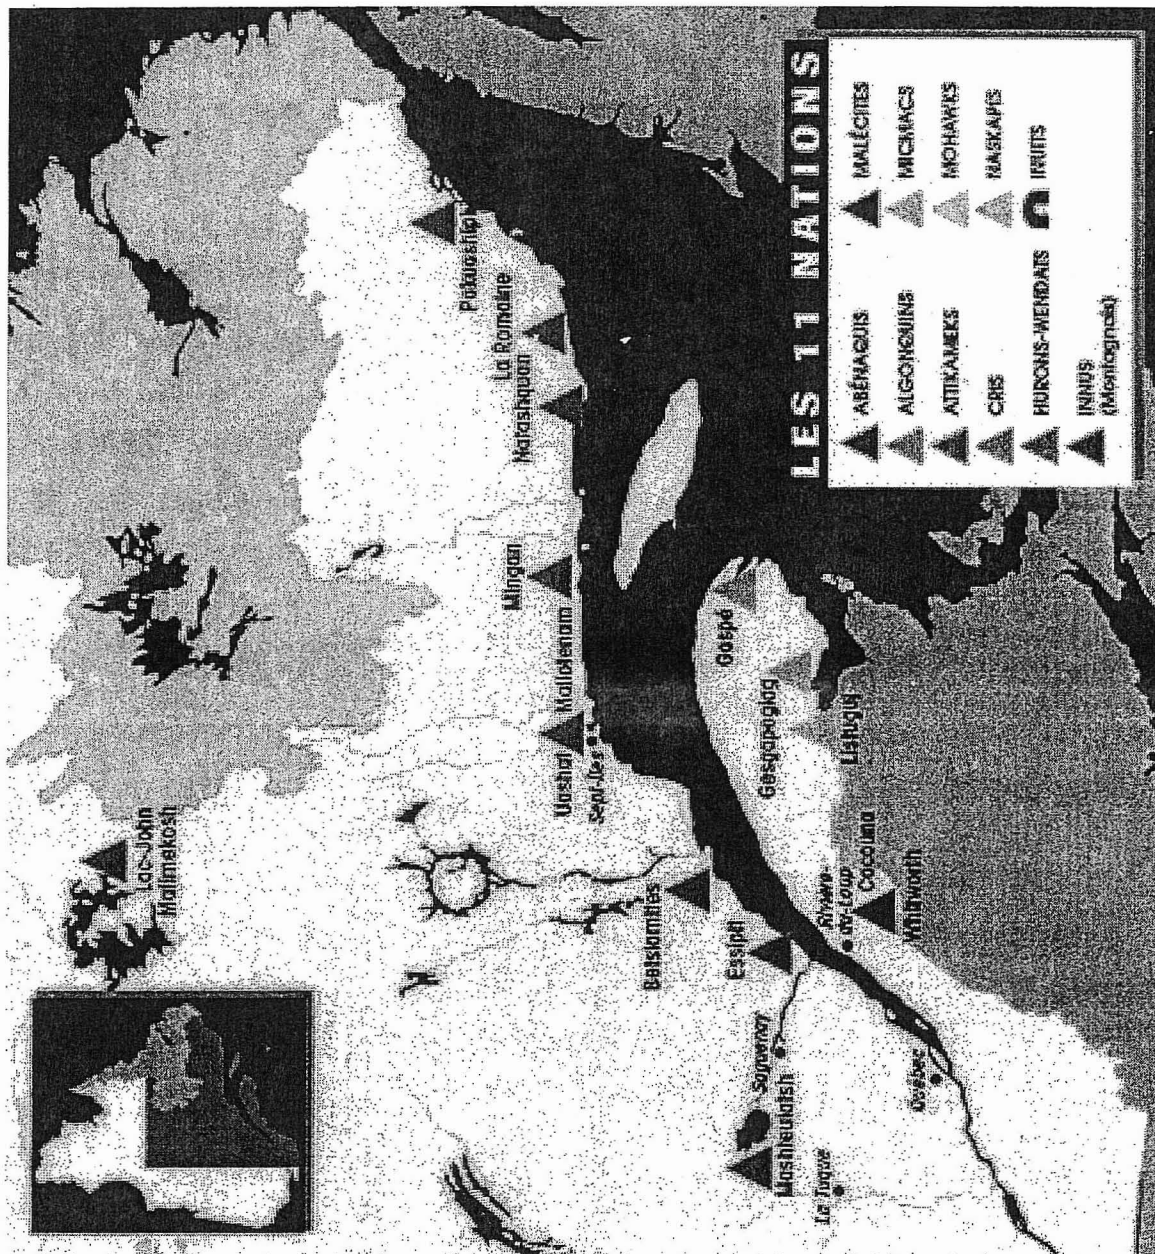 LES 11 NATIONS
ABÉNAQUIS
ALGONQUINS
ATTIKAMEKS
CRIS
HURONS-WENDATS
INNUS
(Montagnais)
MALÉCITES
MICMACS
MOHAWKS
NASKAPIS
INUITS
Lac-John
Matimekosh
Pakuaship
La Romaine
Natashquan
Mingan
Uashat Maliotenam
Sept-Îles
Betsiamites
Essipit
Mashteuiatsh
Saguenay
La Tuque
Québec
Rivière-
du-Loup
Cacouna
Whitworth
Gaspé
Gesgapegiag
Listuguj